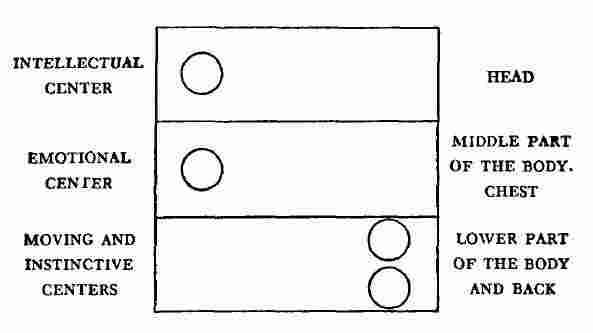 INTELLECTUAL
CENTER
HEAD
EMOTIONAL
CENTER
MIDDLE PART
OF THE BODY.
CHEST
MOVING AND
INSTINCTIVE
CENTERS
LOWER PART
OF THE BODY
AND BACK